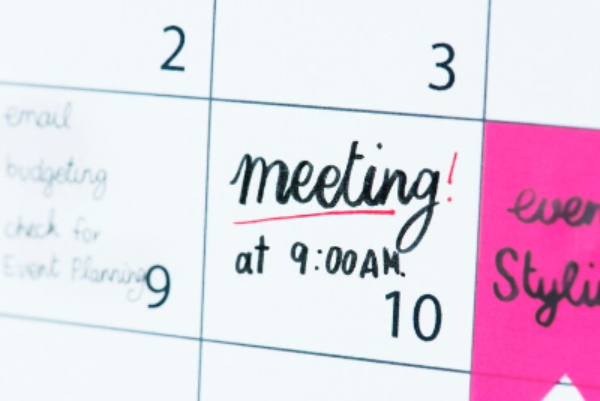 2
3
email
budgeting
check for
Event Planning
9
meeting!
at 9:00AM.
10